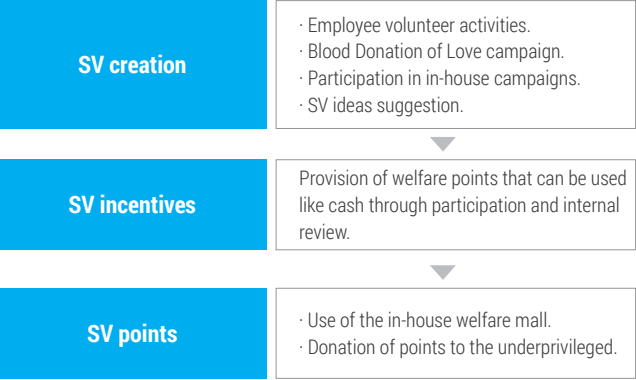 SV creation
· Employee volunteer activities.
· Blood Donation of Love campaign.
· Participation in in-house campaigns.
· SV ideas suggestion.
SV incentives
Provision of welfare points that can be used
like cash through participation and internal
review.
SV points
· Use of the in-house welfare mall.
· Donation of points to the underprivileged.